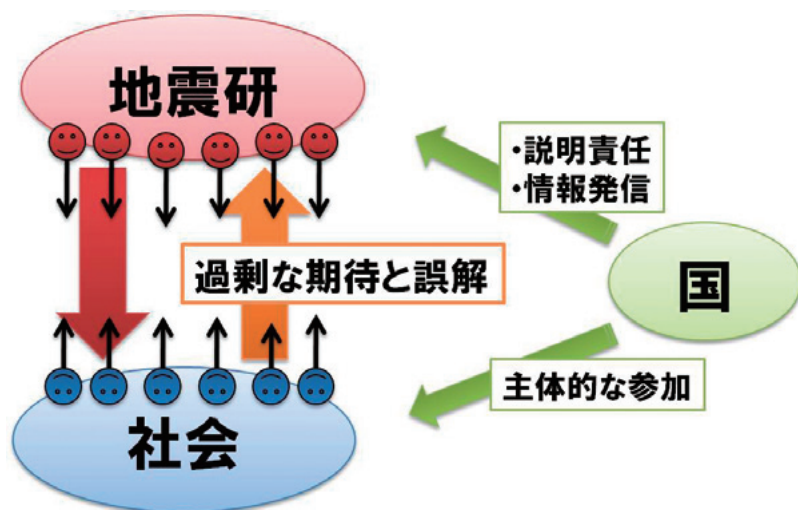 地震研
・説明責任
・情報発信
過剰な期待と誤解
国
主体的な参加
社会